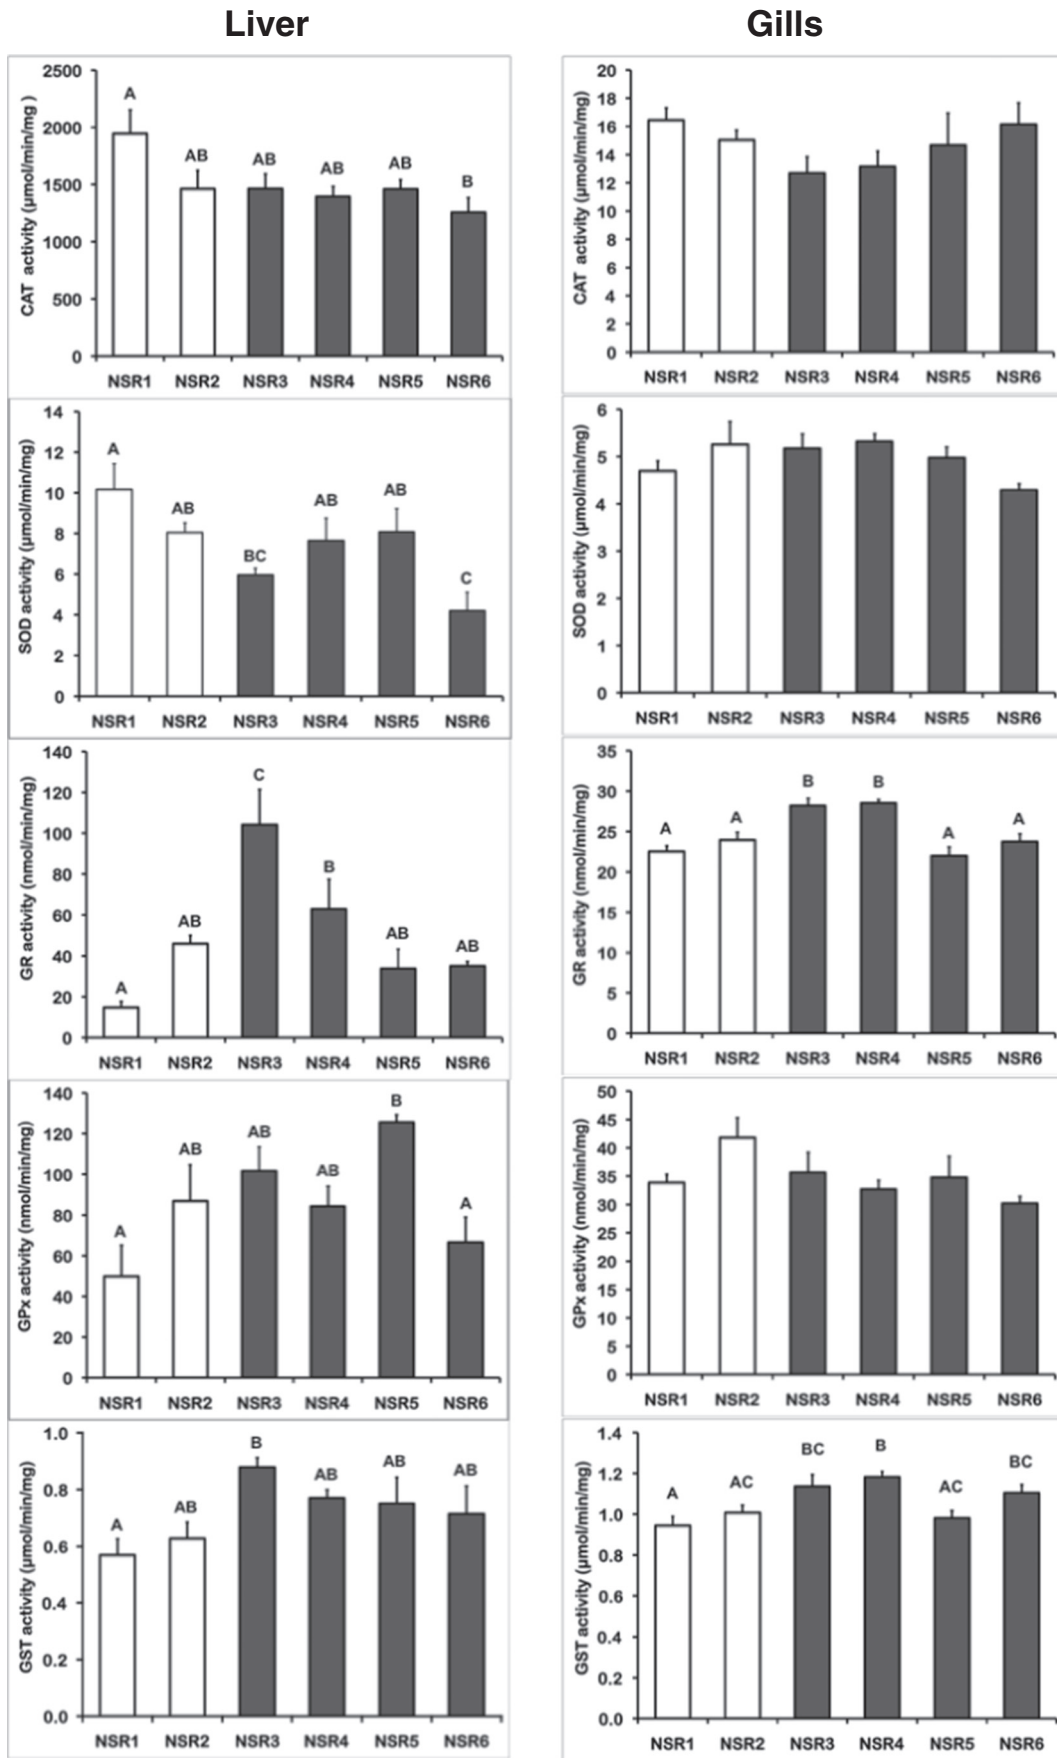 Liver
Gills
CAT activity (µmol/min/mg )
2500
2000
1500
1000
500
0
A
AB
AB
AB
AB
B
NSR1 NSR2 NSR3 NSR4 NSR5 NSR6
CAT activity (µmol/min/mg)
20
18
16
14
12
10
8
6
4
2
0
NSR1 NSR2 NSR3 NSR4 NSR5 NSR6
SOD activity (µmol/min/mg)
14
12
10
8
6
4
2
0
A
AB
BC
AB
AB
C
NSR1 NSR2 NSR3 NSR4 NSR5 NSR6
SOD activity (µmol/min/mg)
6
5
4
3
2
1
0
NSR1 NSR2 NSR3 NSR4 NSR5 NSR6
GR activity (nmol/min/mg)
140
120
100
80
60
40
20
0
A
AB
C
B
AB
AB
NSR1 NSR2 NSR3 NSR4 NSR5 NSR6
GR activity (nmol/min/mg)
35
30
25
20
15
10
5
0
A
A
B
B
A
A
NSR1 NSR2 NSR3 NSR4 NSR5 NSR6
GPx activity (nmol/min/mg)
140
120
100
80
60
40
20
0
A
AB
AB
AB
B
A
NSR1 NSR2 NSR3 NSR4 NSR5 NSR6
GPx activity (nmol/min/mg)
50
45
40
35
30
25
20
15
10
5
0
NSR1 NSR2 NSR3 NSR4 NSR5 NSR6
GST activity (µmol/min/mg)
1.0
0.8
0.6
0.4
0.2
0.0
A
AB
B
AB
AB
AB
NSR1 NSR2 NSR3 NSR4 NSR5 NSR6
GST activity (µmol/min/mg)
1.4
1.2
1.0
0.8
0.6
0.4
0.2
0.0
A
AC
BC
B
AC
BC
NSR1 NSR2 NSR3 NSR4 NSR5 NSR6